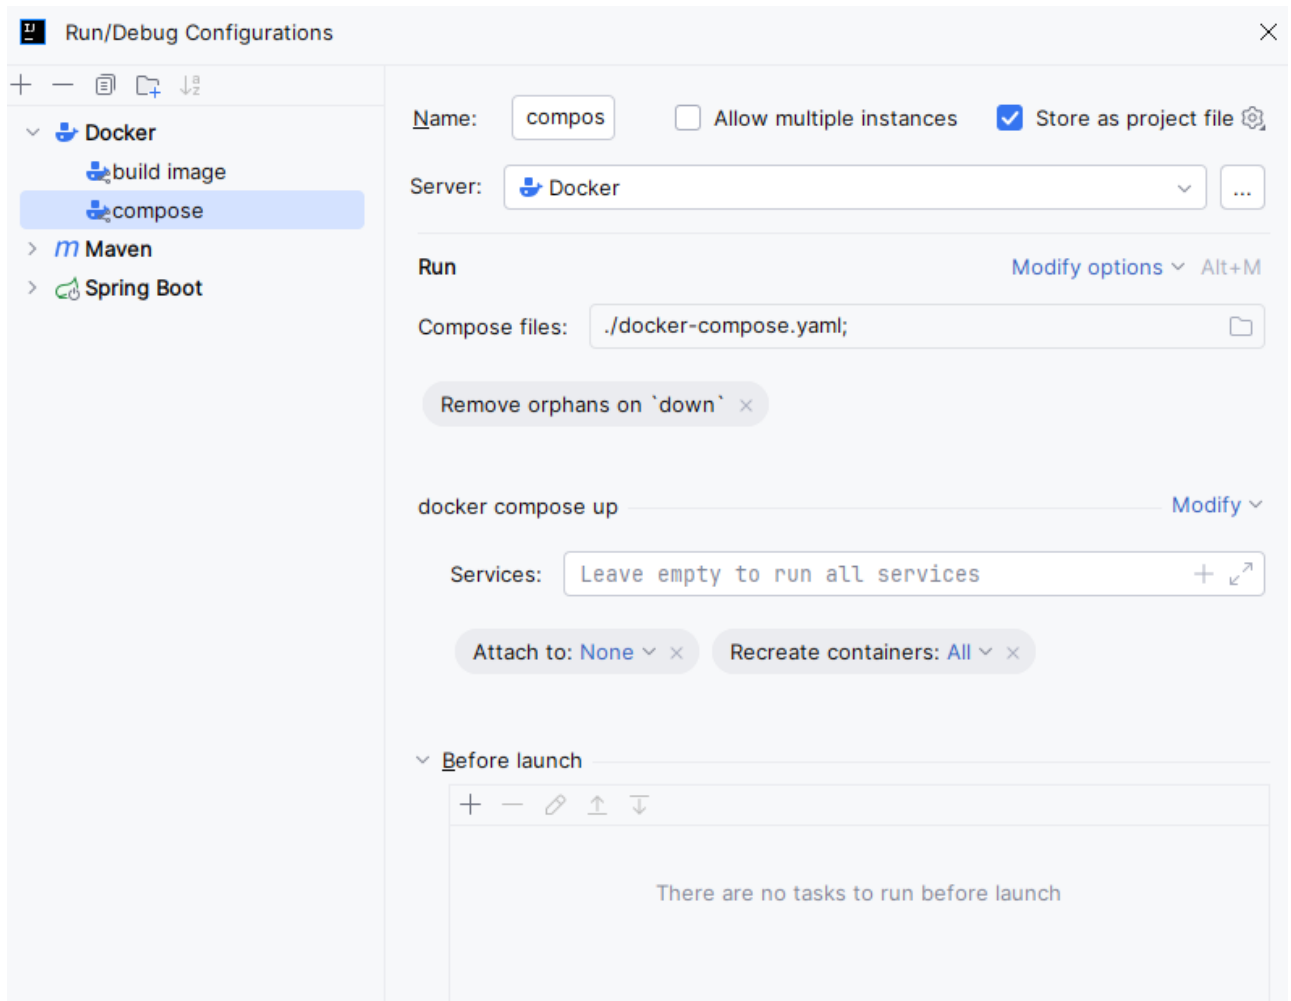 Run/Debug Configurations
Docker
build image
compose
Maven
Spring Boot
Name: compos Allow multiple instances Store as project file
Server: Docker ...
Run Modify options Alt+M
Compose files: ./docker-compose.yaml;
Remove orphans on `down`
docker compose up Modify
Services: Leave empty to run all services
Attach to: None Recreate containers: All
Before launch
There are no tasks to run before launch